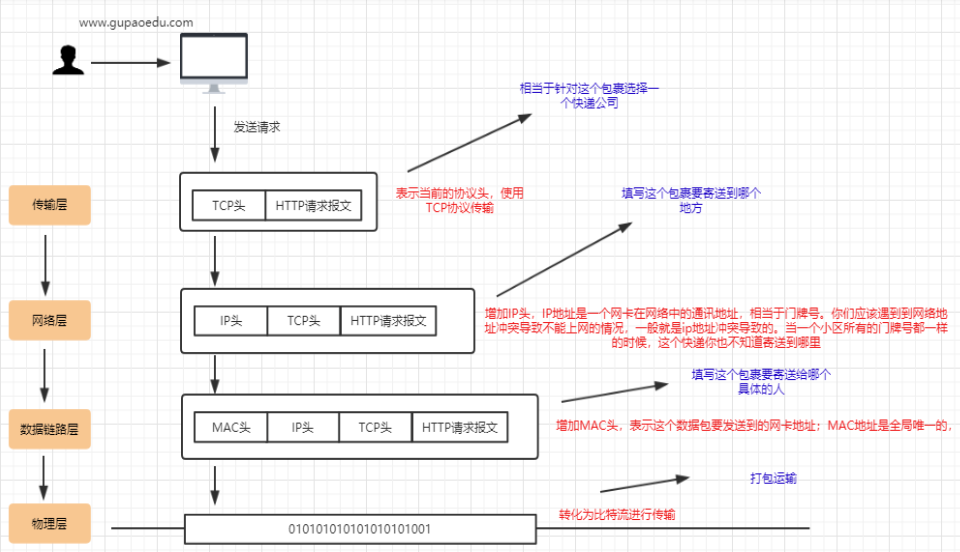 www.gupaoedu.com
发送请求
相当于针对这个包裹选择一
个快递公司
传输层
TCP头
HTTP请求报文
表示当前的协议头，使用
TCP协议传输
填写这个包裹要寄送到哪个
地方
网络层
IP头
TCP头
HTTP请求报文
增加IP头，IP地址是一个网卡在网络中的通讯地址，相当于门牌号。你们应该遇到到网络地
址冲突导致不能上网的情况，一般就是ip地址冲突导致的。当一个小区所有的门牌号都一样
的时候，这个快递你也不知道寄送到哪里
填写这个包裹要寄送给哪个
具体的人
数据链路层
MAC头
IP头
TCP头
HTTP请求报文
增加MAC头，表示这个数据包要发送到的网卡地址；MAC地址是全局唯一的，
打包运输
物理层
010101010101010101001
转化为比特流进行传输